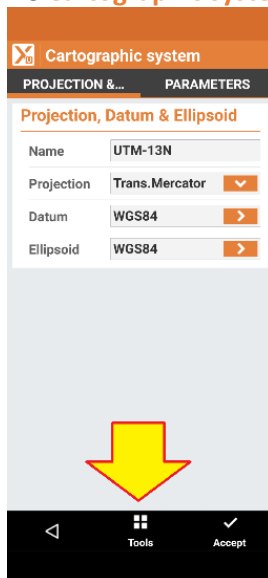 Cartographic system
PROJECTION &... PARAMETERS
Projection, Datum & Ellipsoid
Name UTM-13N
Projection Trans.Mercator
Datum WGS84
Ellipsoid WGS84
Tools Accept